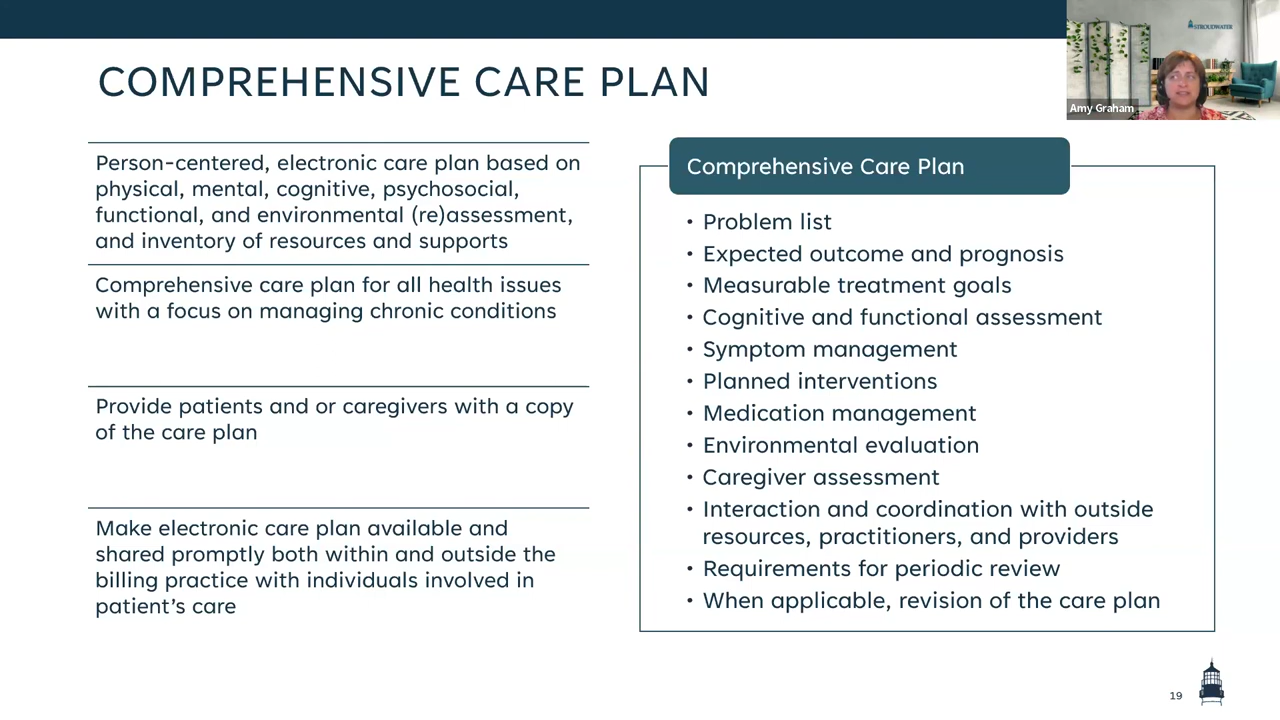 STROUDWATER
Amy Graham
COMPREHENSIVE CARE PLAN
Person-centered, electronic care plan based on
physical, mental, cognitive, psychosocial,
functional, and environmental (re)assessment,
and inventory of resources and supports
Comprehensive care plan for all health issues
with a focus on managing chronic conditions
Provide patients and or caregivers with a copy
of the care plan
Make electronic care plan available and
shared promptly both within and outside the
billing practice with individuals involved in
patient's care
Comprehensive Care Plan
• Problem list
• Expected outcome and prognosis
• Measurable treatment goals
• Cognitive and functional assessment
• Symptom management
• Planned interventions
• Medication management
• Environmental evaluation
• Caregiver assessment
• Interaction and coordination with outside
resources, practitioners, and providers
• Requirements for periodic review
• When applicable, revision of the care plan
19